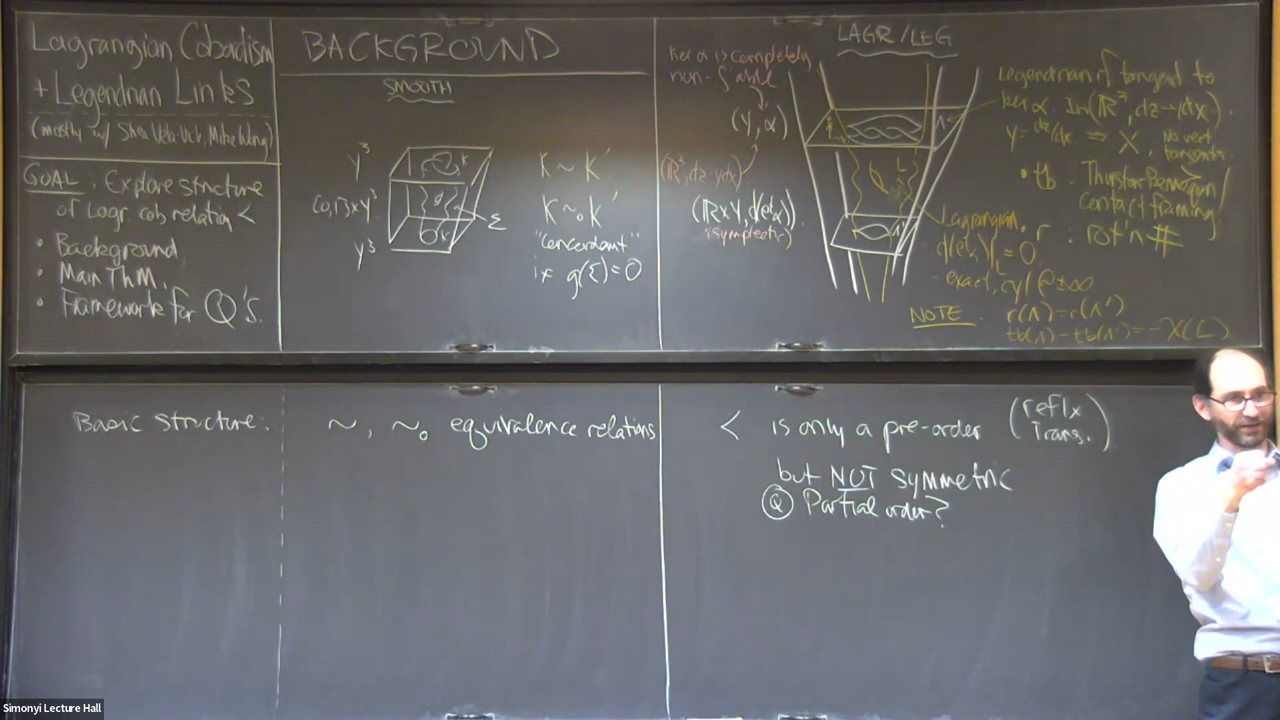 Lagrangian Cobordism
+ Legendrian Links
(mostly w/ Shea Vela-Vick, Mike Wong)
GOAL: Explore structure
of Lagr. cob relation <
• Background
• Main Thm.
• Framework for Q's.
BACKGROUND
SMOOTH
Y³
[0,1]×Y³
Y³
K
Σ
K'
K ~ K'
K ~₀ K'
"concordant"
if g(Σ)=0
LAGR/LEG
ker α is completely
non-∫able
(Y, α)
(ℝ³, dz-ydx)
(ℝ×Y, d(eᵗα))
(symplectic)
Λ
L
Λ'
Legendrian if tangent to
ker α. In (ℝ³, dz-ydx).
y = dz/dx ⇒ X, No vert
tangents
• tb : Thurston Bennequin/
contact framing
r : rot'n #
Lagrangian
d(eᵗα)|_L = 0
exact, cyl @ ±∞
NOTE. r(Λ)=r(Λ')
tb(Λ)-tb(Λ')=-χ(L)
Basic Structure:
~, ~₀ equivalence relations
< is only a pre-order (reflx
trans.)
but NOT symmetric
Ⓠ Partial order?
Simonyi Lecture Hall